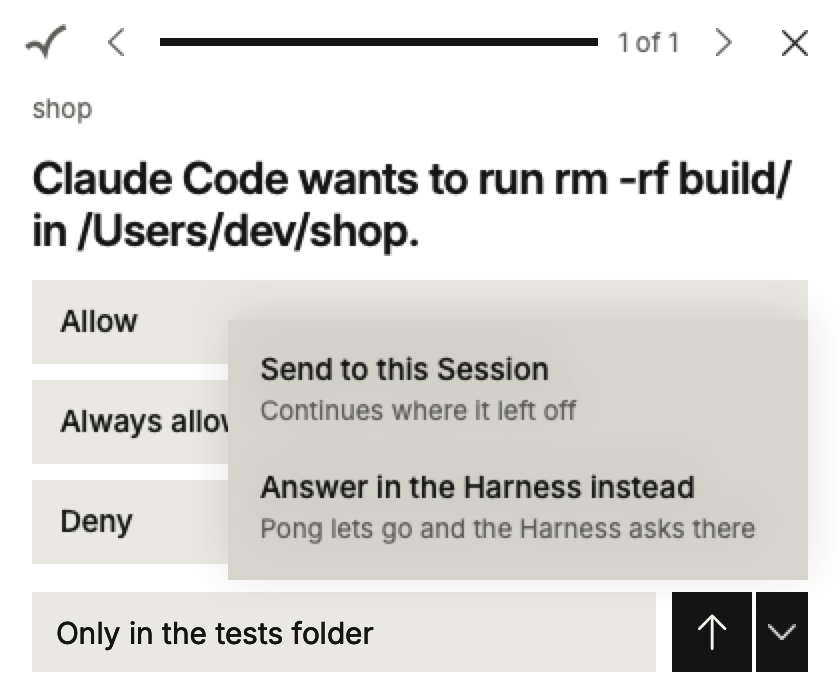 1 of 1
shop
Claude Code wants to run rm -rf build/
in /Users/dev/shop.
Allow
Always allow
Deny
Send to this Session
Continues where it left off
Answer in the Harness instead
Pong lets go and the Harness asks there
Only in the tests folder